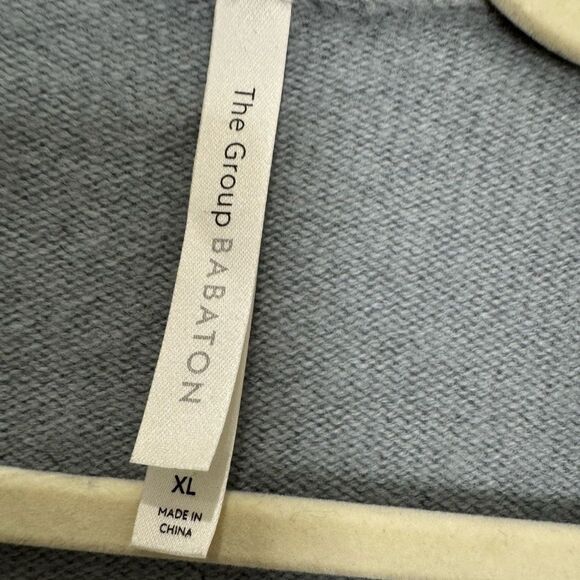 The Group BABATON
XL
MADE IN
CHINA